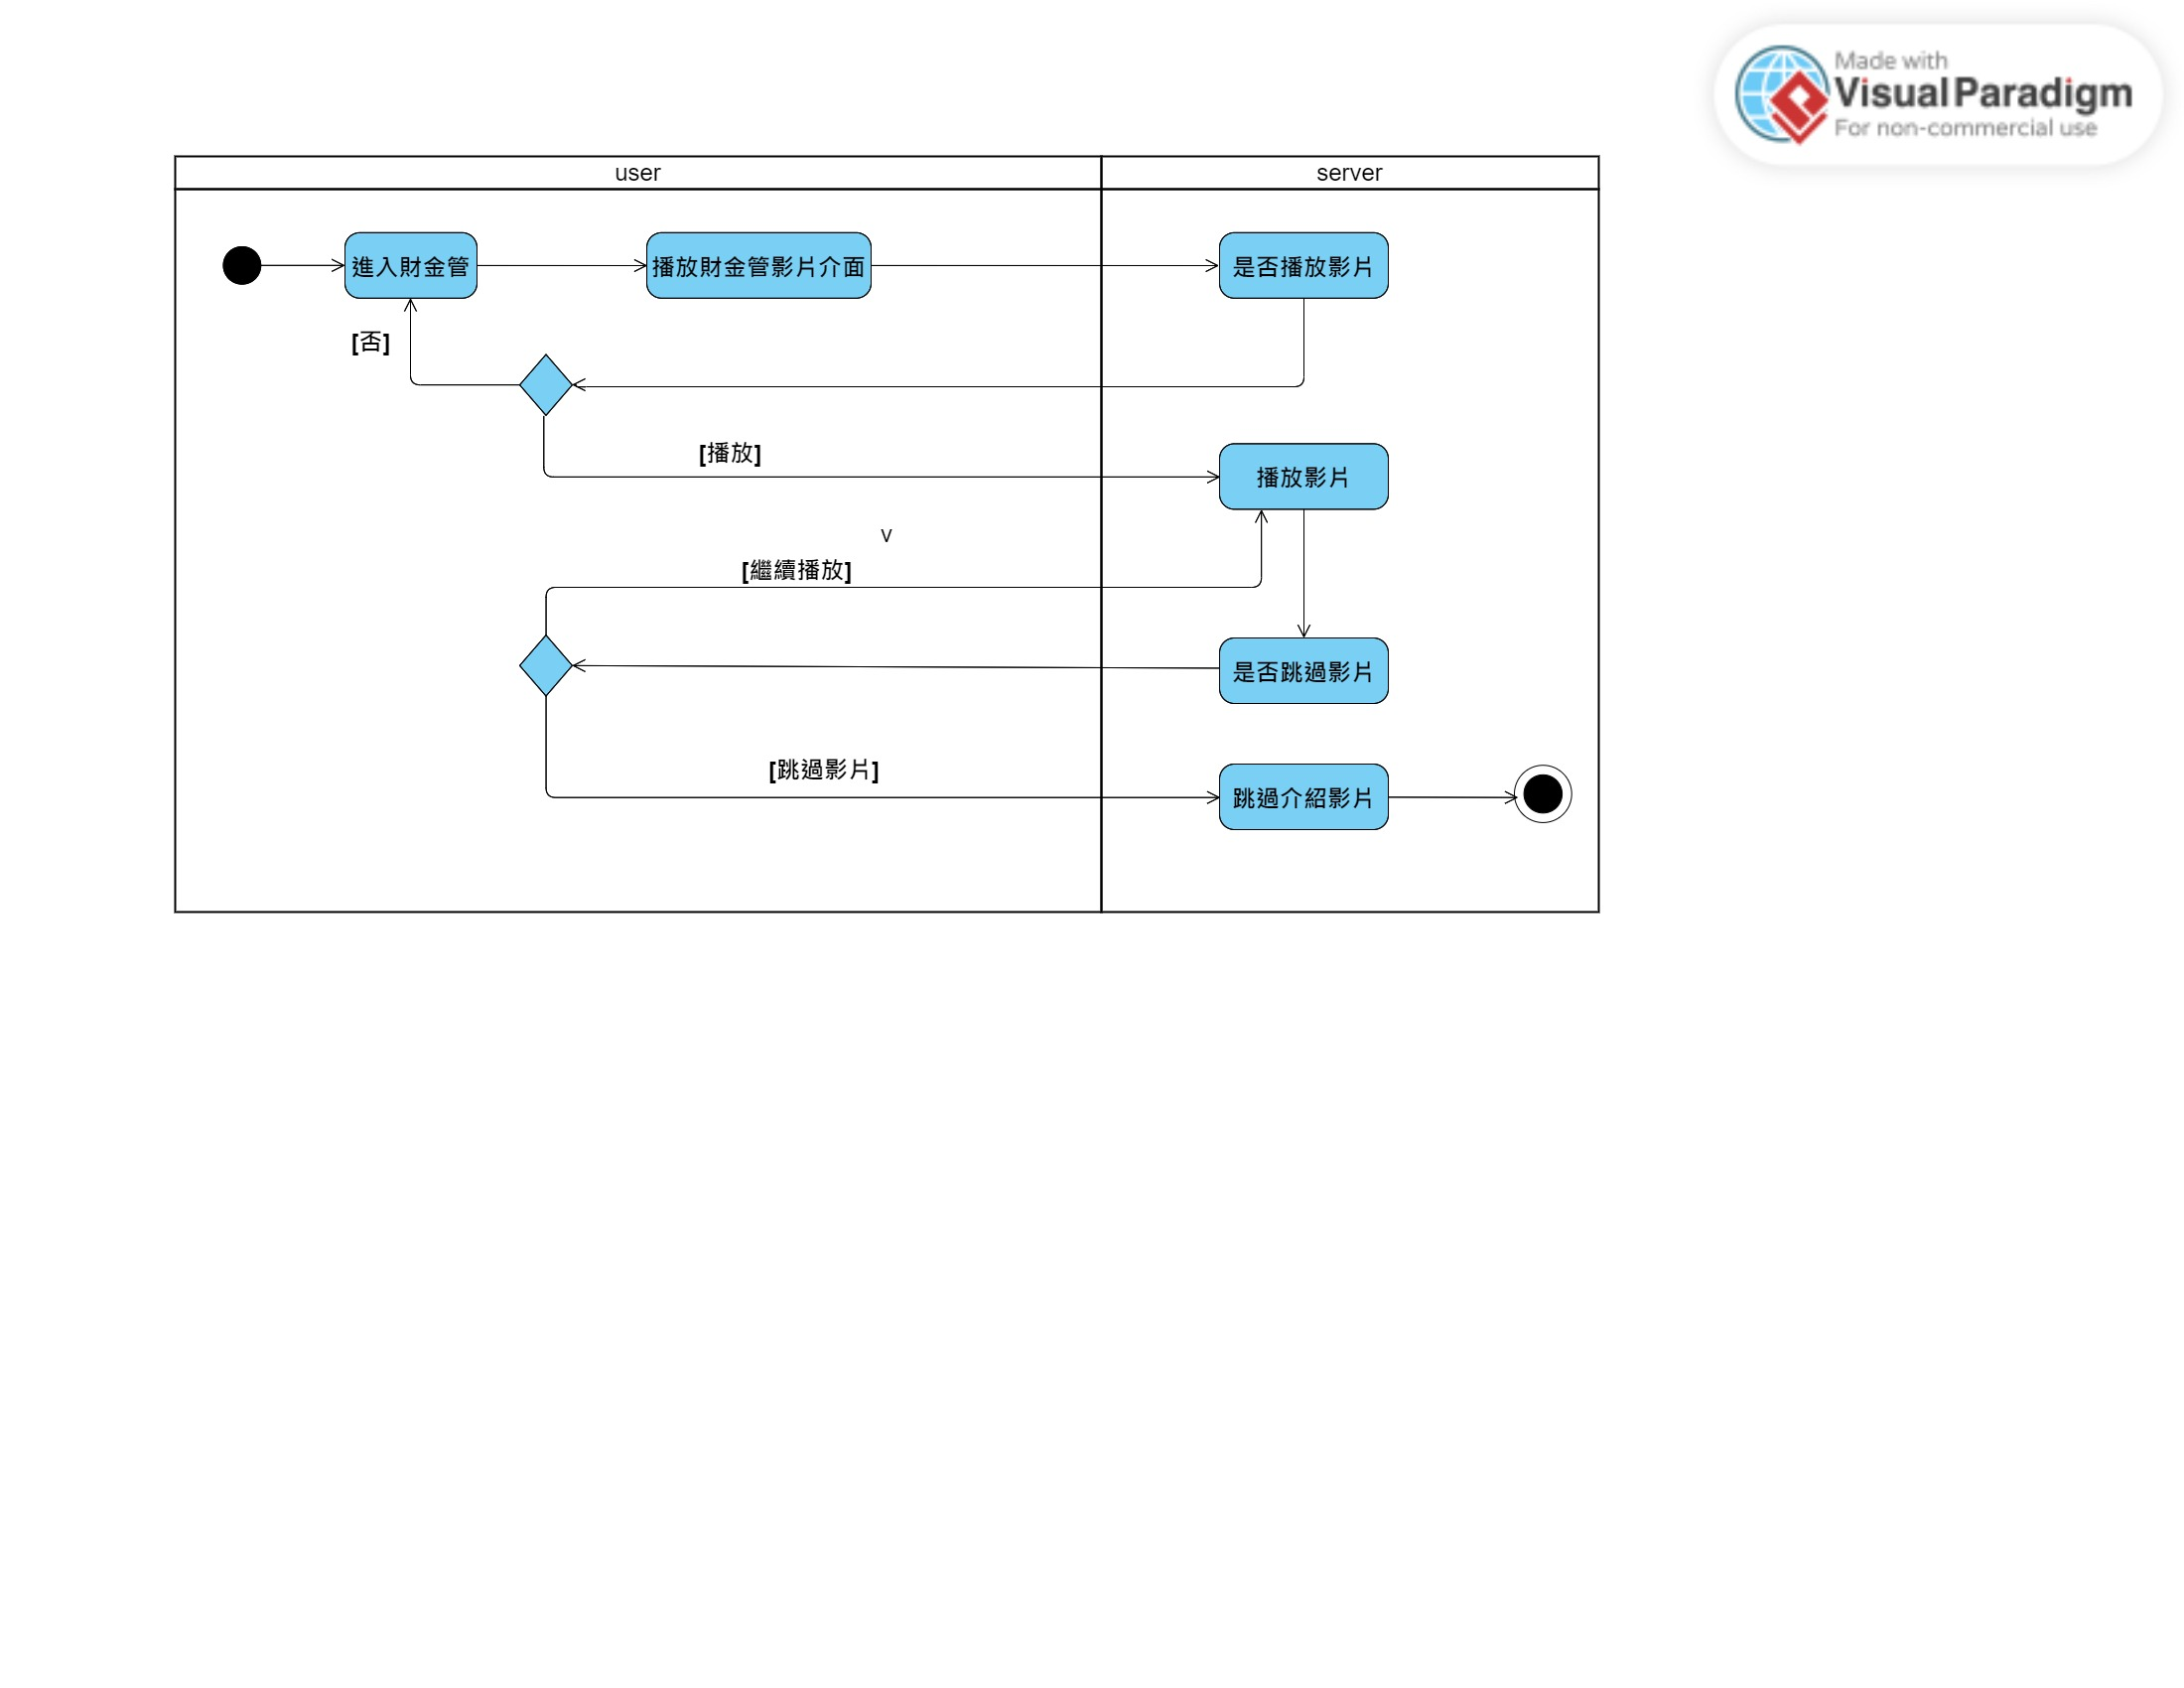 Made with
Visual Paradigm
For non-commercial use
user
server
進入財金管
播放財金管影片介面
是否播放影片
[否]
[播放]
播放影片
v
[繼續播放]
是否跳過影片
[跳過影片]
跳過介紹影片